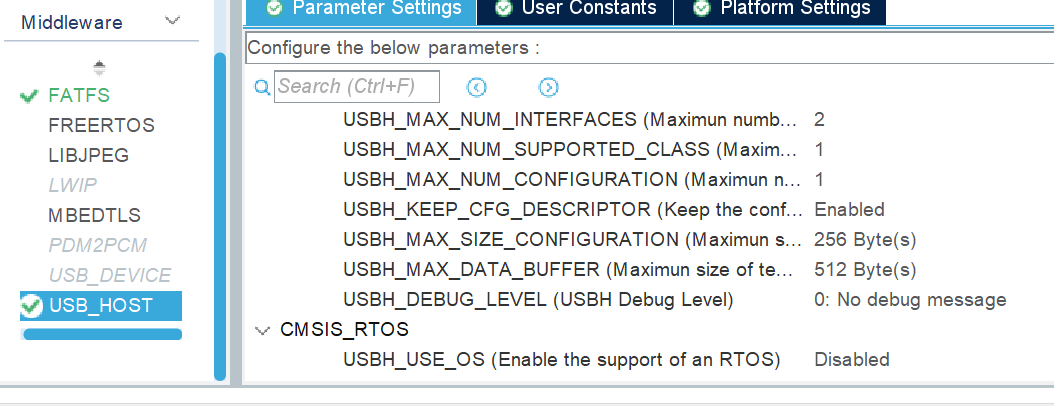 Middleware
FATFS
FREERTOS
LIBJPEG
LWIP
MBEDTLS
PDM2PCM
USB_DEVICE
USB_HOST
Parameter Settings
User Constants
Platform Settings
Configure the below parameters :
Search (Ctrl+F)
USBH_MAX_NUM_INTERFACES (Maximun numb... 2
USBH_MAX_NUM_SUPPORTED_CLASS (Maxim... 1
USBH_MAX_NUM_CONFIGURATION (Maximun n... 1
USBH_KEEP_CFG_DESCRIPTOR (Keep the conf... Enabled
USBH_MAX_SIZE_CONFIGURATION (Maximun s... 256 Byte(s)
USBH_MAX_DATA_BUFFER (Maximun size of te... 512 Byte(s)
USBH_DEBUG_LEVEL (USBH Debug Level) 0: No debug message
CMSIS_RTOS
USBH_USE_OS (Enable the support of an RTOS) Disabled